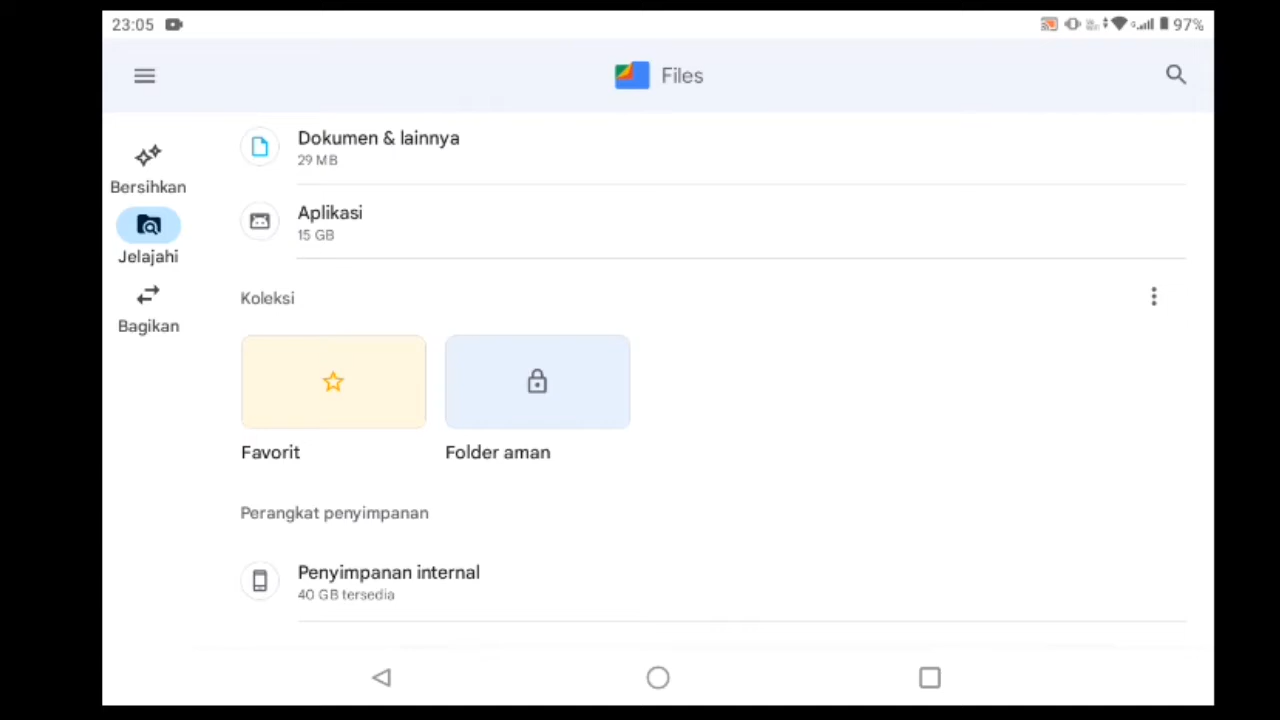 23:05
97%
Files
Dokumen & lainnya
29 MB
Bersihkan
Aplikasi
15 GB
Jelajahi
Koleksi
Bagikan
Favorit
Folder aman
Perangkat penyimpanan
Penyimpanan internal
40 GB tersedia